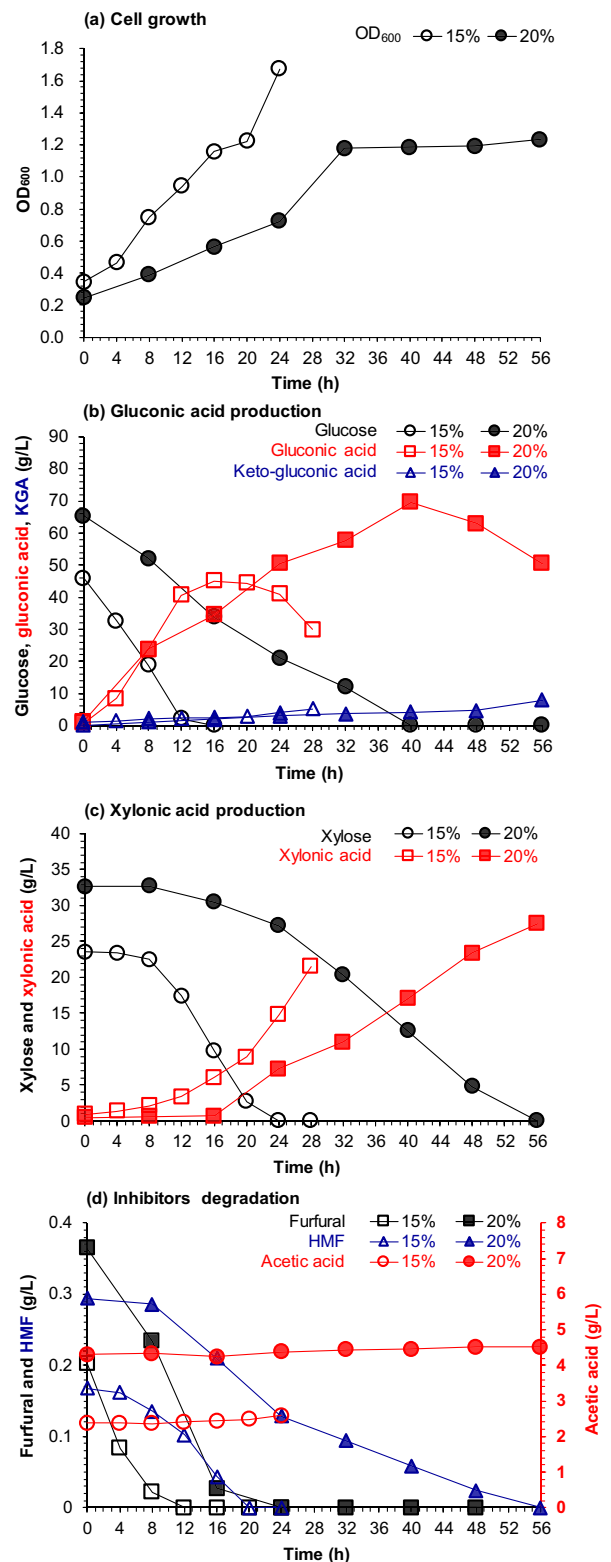 (a) Cell growth
OD600 15% 20%
1.8
1.6
1.4
1.2
1.0
0.8
0.6
0.4
0.2
0.0
OD600
0 4 8 12 16 20 24 28 32 36 40 44 48 52 56
Time (h)
(b) Gluconic acid production
Glucose 15% 20%
Gluconic acid 15% 20%
Keto-gluconic acid 15% 20%
90
80
70
60
50
40
30
20
10
0
Glucose, gluconic acid, KGA (g/L)
0 4 8 12 16 20 24 28 32 36 40 44 48 52 56
Time (h)
(c) Xylonic acid production
Xylose 15% 20%
Xylonic acid 15% 20%
40
35
30
25
20
15
10
5
0
Xylose and xylonic acid (g/L)
0 4 8 12 16 20 24 28 32 36 40 44 48 52 56
Time (h)
(d) Inhibitors degradation
Furfural 15% 20%
HMF 15% 20%
Acetic acid 15% 20%
0.4
0.3
0.2
0.1
0
Furfural and HMF (g/L)
8
7
6
5
4
3
2
1
0
Acetic acid (g/L)
0 4 8 12 16 20 24 28 32 36 40 44 48 52 56
Time (h)